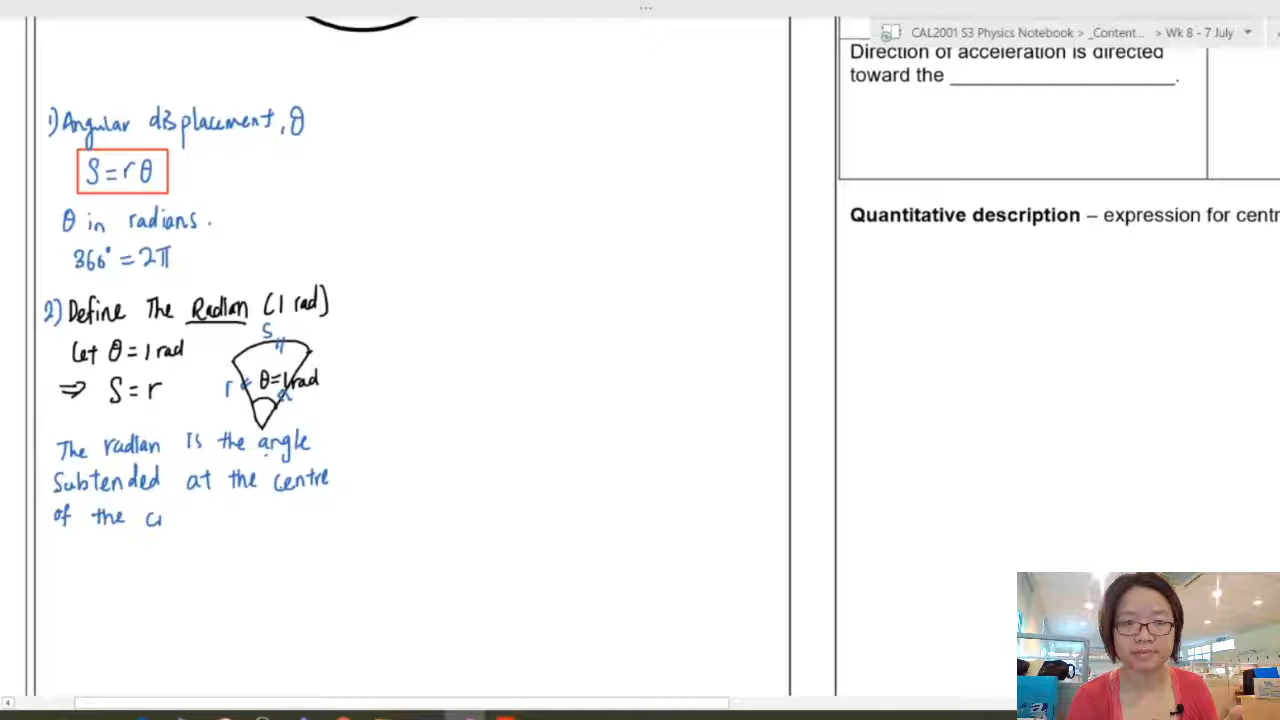 CAL2001 S3 Physics Notebook > _Content... > Wk 8 - 7 July
Direction of acceleration is directed
toward the ________________________.
1) Angular displacement, θ
S = rθ
θ in radians.
360° = 2π
Quantitative description – expression for centr
2) Define The Radian (1 rad)
Let θ = 1 rad
⇒ S = r
S
r θ = 1 rad
The radian is the angle
Subtended at the centre
of the c